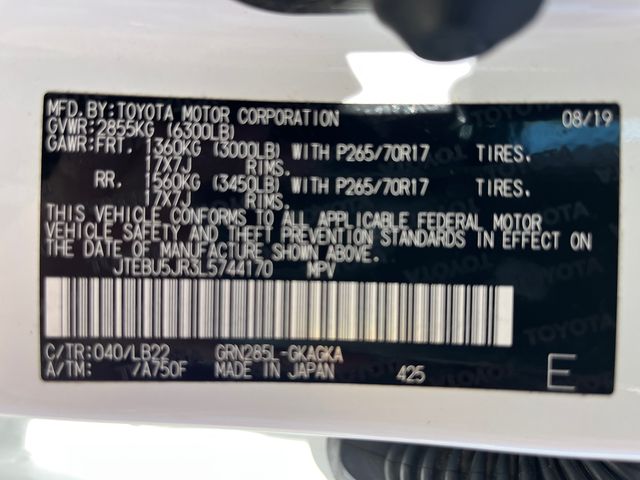 MFD.BY:TOYOTA MOTOR CORPORATION 08/19
GVWR:2855KG (6300LB)
GAWR:FRT. 1360KG (3000LB) WITH P265/70R17 TIRES.
17X7J RIMS.
RR. 1560KG (3450LB) WITH P265/70R17 TIRES.
17X7J RIMS.
THIS VEHICLE CONFORMS TO ALL APPLICABLE FEDERAL MOTOR
VEHICLE SAFETY AND THEFT PREVENTION STANDARDS IN EFFECT ON
THE DATE OF MANUFACTURE SHOWN ABOVE.
JTEBU5JR3L5744170 MPV
C/TR:040/LB22 GRN285L-GKAGKA
A/TM: /A750F MADE IN JAPAN 425 E